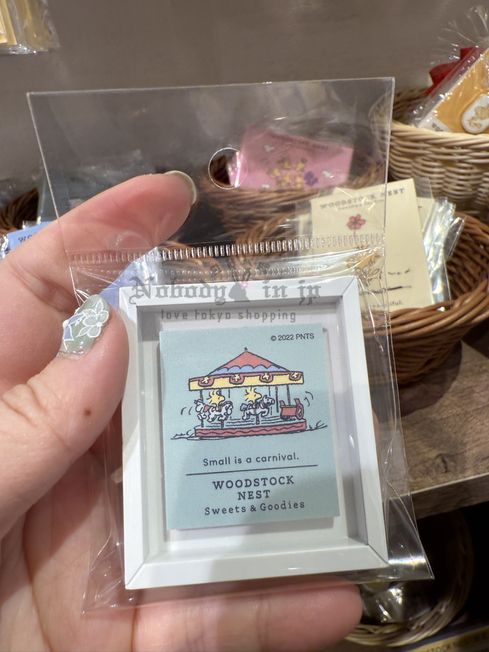 WOODSTOCK NEST
Nobody in jp
love Tokyo shopping
© 2022 PNTS
Small is a carnival.
WOODSTOCK
NEST
Sweets & Goodies